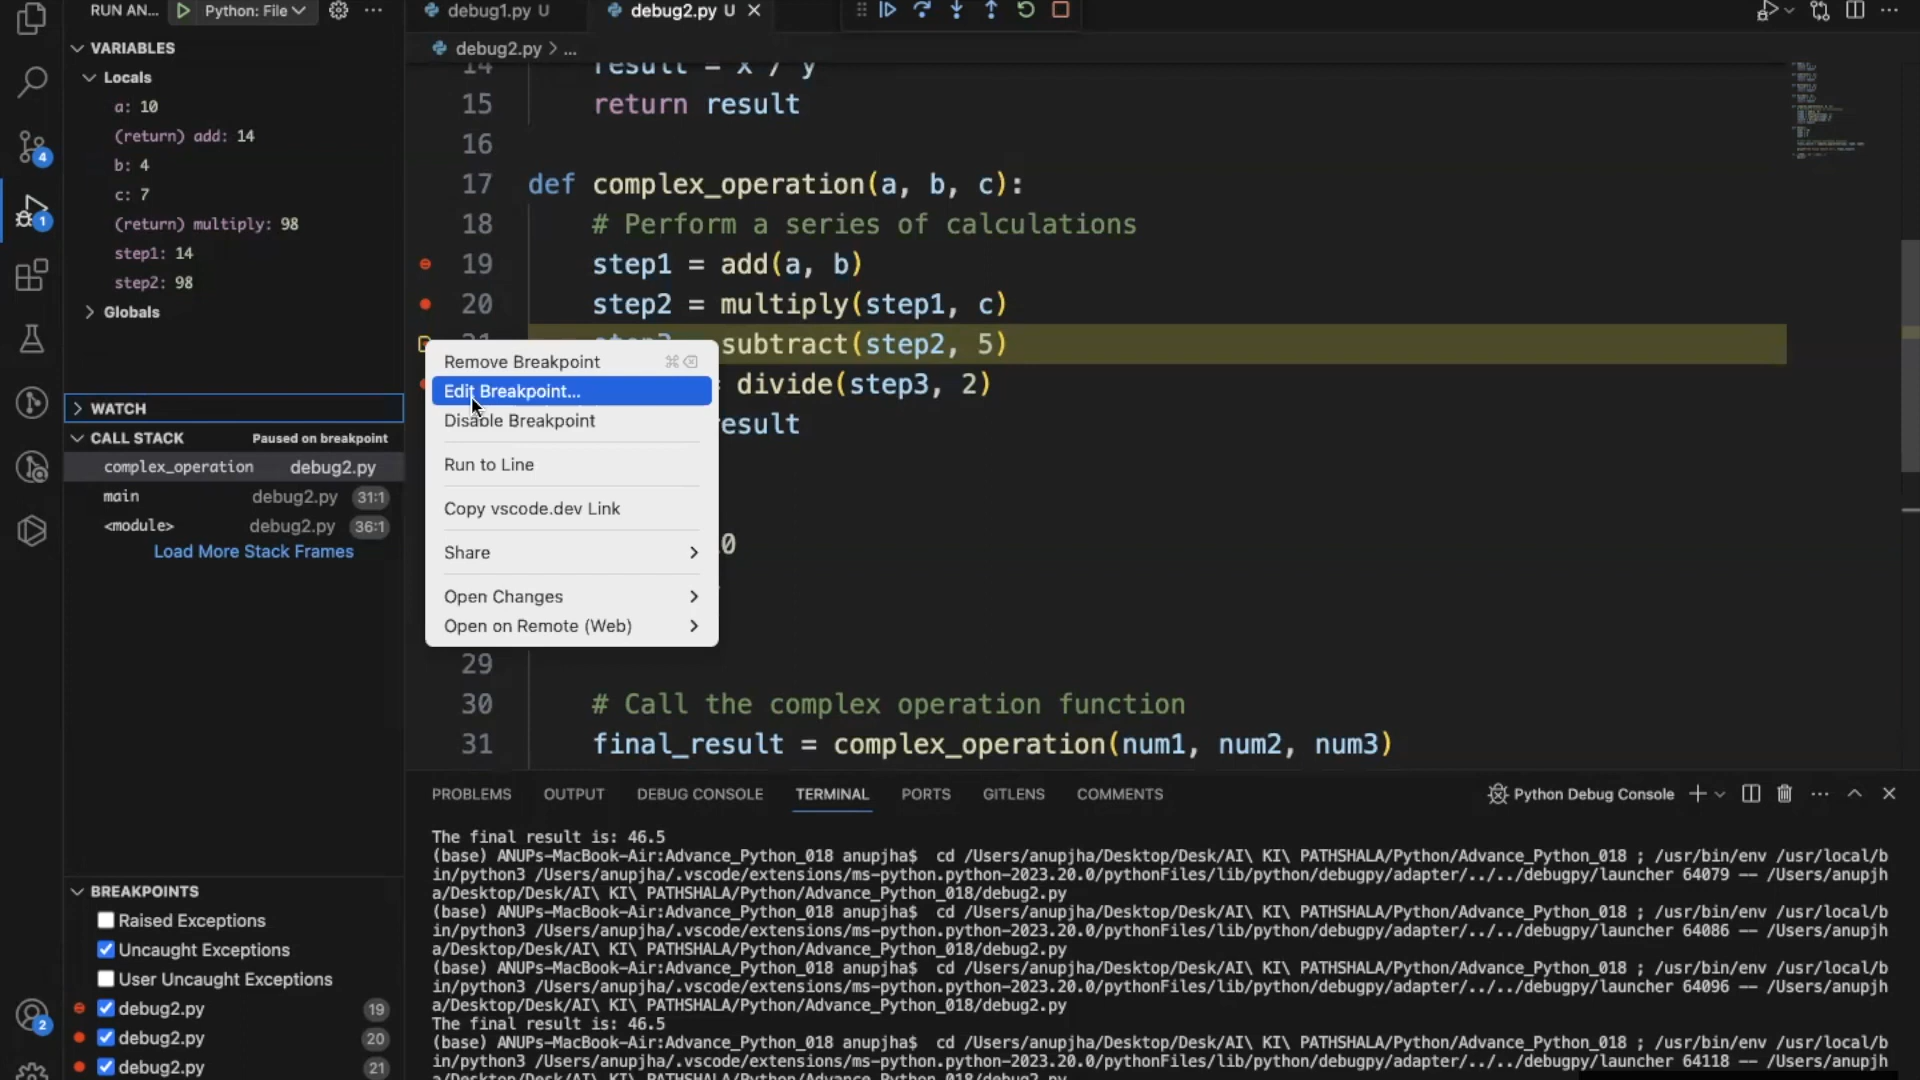 RUN AN... Python: File
debug1.py U debug2.py U
VARIABLES
debug2.py > ...
Locals
a: 10
(return) add: 14
b: 4
c: 7
(return) multiply: 98
step1: 14
step2: 98
Globals
WATCH
CALL STACK Paused on breakpoint
complex_operation debug2.py
main debug2.py 31:1
<module> debug2.py 36:1
Load More Stack Frames
BREAKPOINTS
Raised Exceptions
Uncaught Exceptions
User Uncaught Exceptions
debug2.py 19
debug2.py 20
debug2.py 21
4
1
2
14 result = x / y
15 return result
16
17 def complex_operation(a, b, c):
18 # Perform a series of calculations
19 step1 = add(a, b)
20 step2 = multiply(step1, c)
21 step3 subtract(step2, 5)
divide(step3, 2)
esult
0
29
30 # Call the complex operation function
31 final_result = complex_operation(num1, num2, num3)
Remove Breakpoint ⌘⌫
Edit Breakpoint...
Disable Breakpoint
Run to Line
Copy vscode.dev Link
Share
Open Changes
Open on Remote (Web)
PROBLEMS OUTPUT DEBUG CONSOLE TERMINAL PORTS GITLENS COMMENTS Python Debug Console
The final result is: 46.5
(base) ANUPs-MacBook-Air:Advance_Python_018 anupjha$  cd /Users/anupjha/Desktop/Desk/AI\ KI\ PATHSHALA/Python/Advance_Python_018 ; /usr/bin/env /usr/local/b
in/python3 /Users/anupjha/.vscode/extensions/ms-python.python-2023.20.0/pythonFiles/lib/python/debugpy/adapter/../../debugpy/launcher 64079 -- /Users/anupjh
a/Desktop/Desk/AI\ KI\ PATHSHALA/Python/Advance_Python_018/debug2.py
(base) ANUPs-MacBook-Air:Advance_Python_018 anupjha$  cd /Users/anupjha/Desktop/Desk/AI\ KI\ PATHSHALA/Python/Advance_Python_018 ; /usr/bin/env /usr/local/b
in/python3 /Users/anupjha/.vscode/extensions/ms-python.python-2023.20.0/pythonFiles/lib/python/debugpy/adapter/../../debugpy/launcher 64086 -- /Users/anupjh
a/Desktop/Desk/AI\ KI\ PATHSHALA/Python/Advance_Python_018/debug2.py
(base) ANUPs-MacBook-Air:Advance_Python_018 anupjha$  cd /Users/anupjha/Desktop/Desk/AI\ KI\ PATHSHALA/Python/Advance_Python_018 ; /usr/bin/env /usr/local/b
in/python3 /Users/anupjha/.vscode/extensions/ms-python.python-2023.20.0/pythonFiles/lib/python/debugpy/adapter/../../debugpy/launcher 64096 -- /Users/anupjh
a/Desktop/Desk/AI\ KI\ PATHSHALA/Python/Advance_Python_018/debug2.py
The final result is: 46.5
(base) ANUPs-MacBook-Air:Advance_Python_018 anupjha$  cd /Users/anupjha/Desktop/Desk/AI\ KI\ PATHSHALA/Python/Advance_Python_018 ; /usr/bin/env /usr/local/b
in/python3 /Users/anupjha/.vscode/extensions/ms-python.python-2023.20.0/pythonFiles/lib/python/debugpy/adapter/../../debugpy/launcher 64118 -- /Users/anupjh
a/Desktop/Desk/AI\ KI\ PATHSHALA/Python/Advance_Python_018/debug2.py